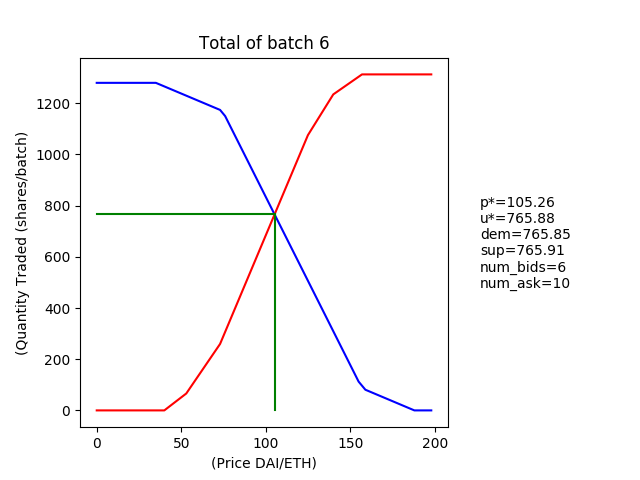 Total of batch 6
(Quantity Traded (shares/batch)
1200
1000
800
600
400
200
0
0
50
100
150
200
(Price DAI/ETH)
p*=105.26
u*=765.88
dem=765.85
sup=765.91
num_bids=6
num_ask=10